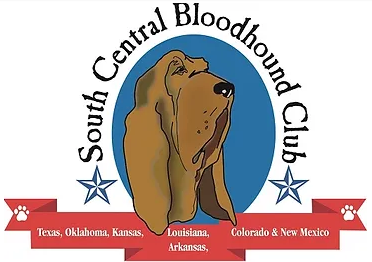 South Central Bloodhound Club
Texas, Oklahoma, Kansas, Louisiana, Colorado & New Mexico
Arkansas,